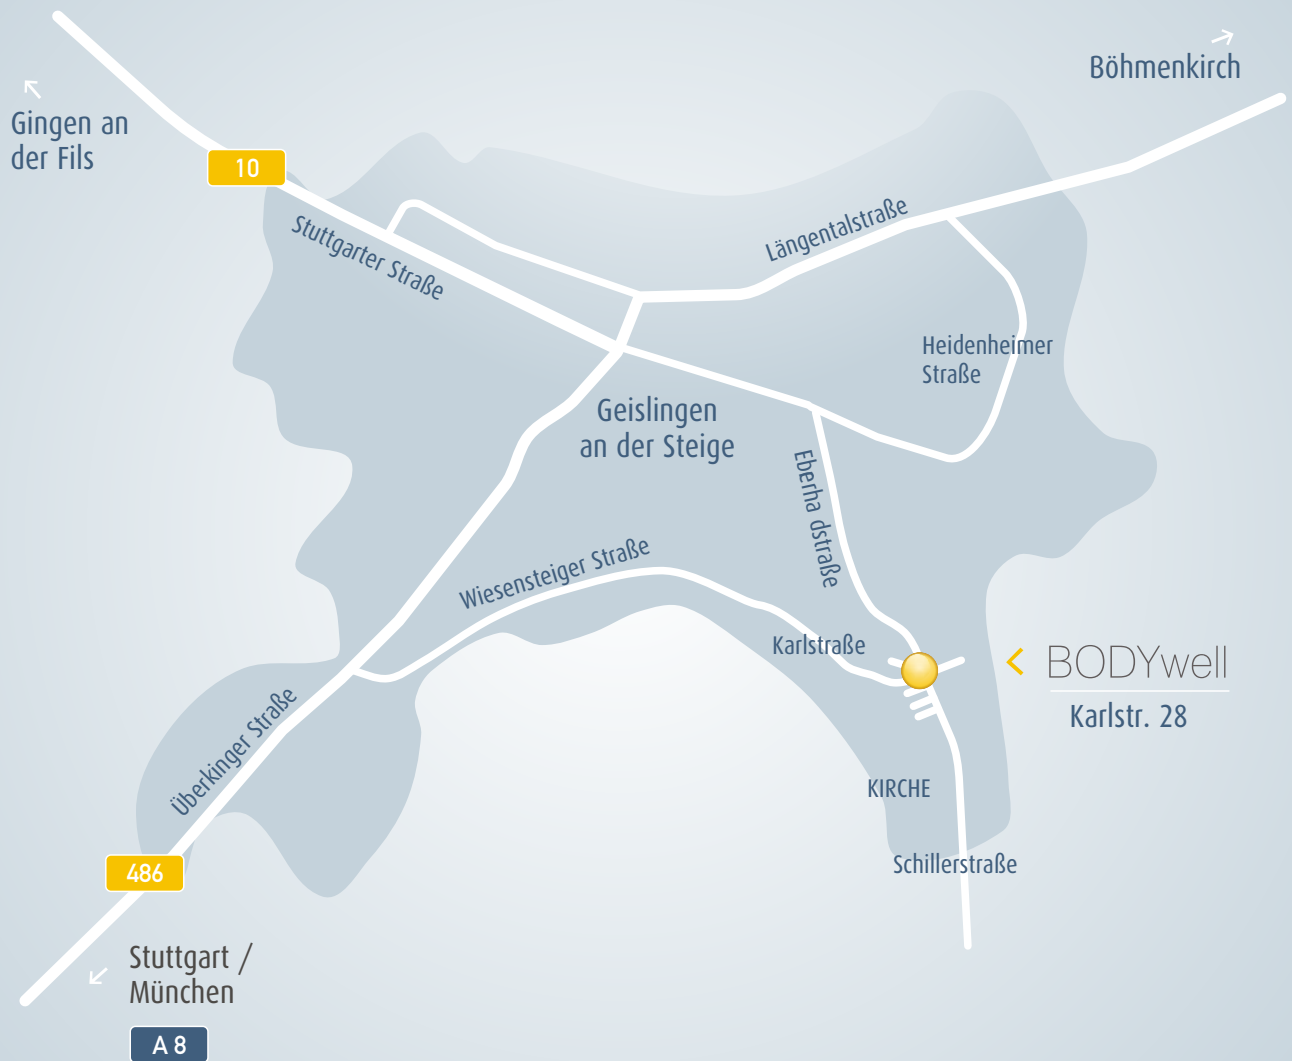 Böhmenkirch
Gingen an
der Fils
10
Stuttgarter Straße
Längentalstraße
Heidenheimer
Straße
Geislingen
an der Steige
Eberha dstraße
Wiesensteiger Straße
Karlstraße
BODYwell
Karlstr. 28
Überkinger Straße
KIRCHE
Schillerstraße
486
Stuttgart /
München
A 8